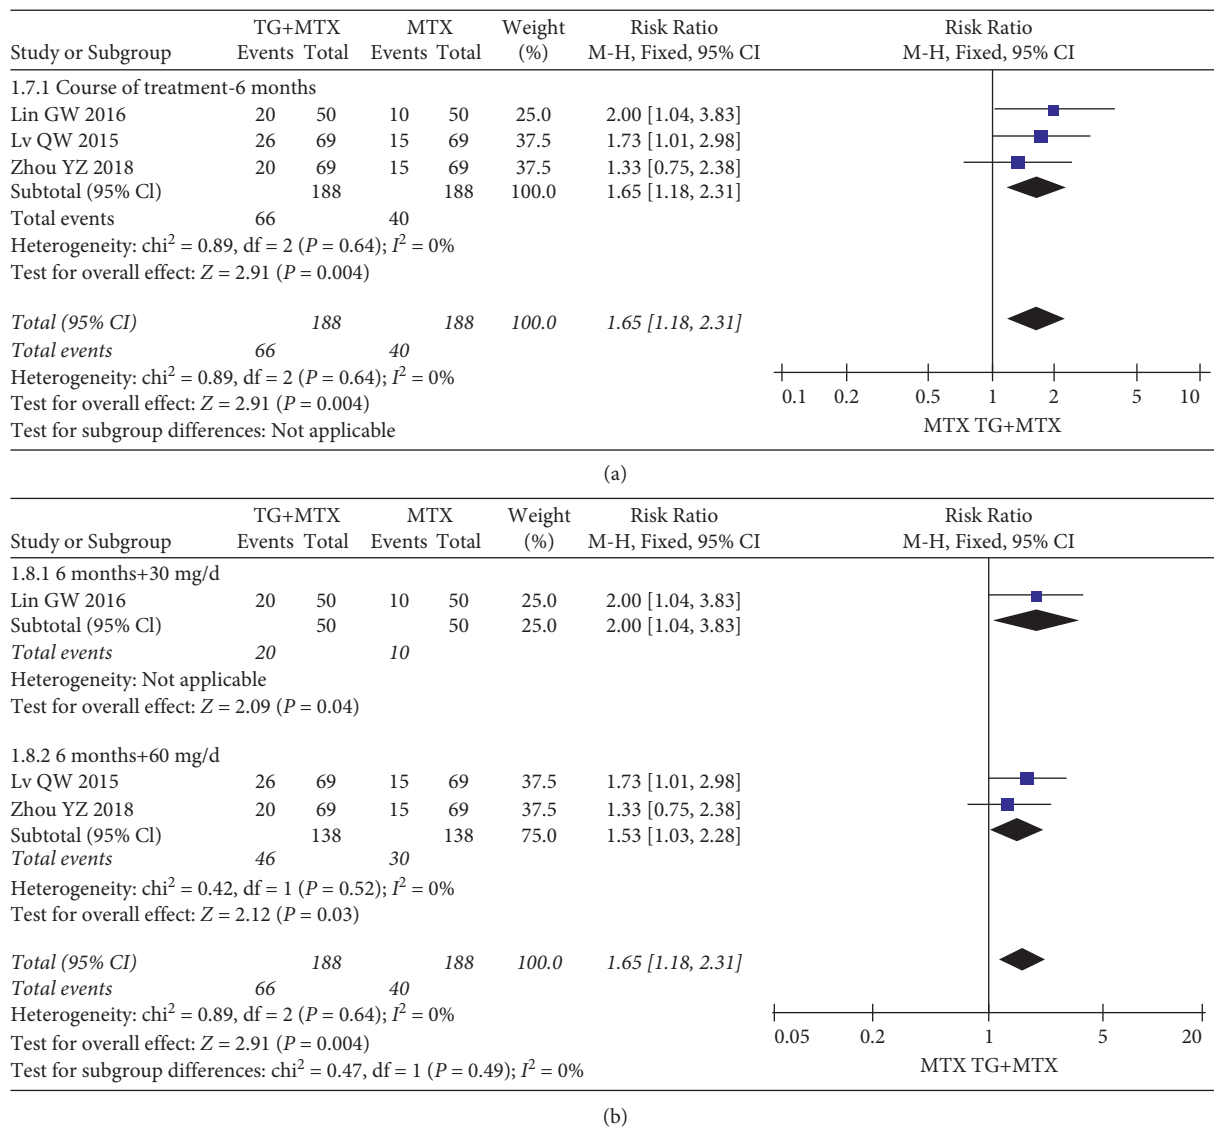 TG+MTX MTX Weight Risk Ratio Risk Ratio
Study or Subgroup Events Total Events Total (%) M-H, Fixed, 95% CI M-H, Fixed, 95% CI
1.7.1 Course of treatment-6 months
Lin GW 2016 20 50 10 50 25.0 2.00 [1.04, 3.83]
Lv QW 2015 26 69 15 69 37.5 1.73 [1.01, 2.98]
Zhou YZ 2018 20 69 15 69 37.5 1.33 [0.75, 2.38]
Subtotal (95% Cl) 188 188 100.0 1.65 [1.18, 2.31]
Total events 66 40
Heterogeneity: chi² = 0.89, df = 2 (P = 0.64); I² = 0%
Test for overall effect: Z = 2.91 (P = 0.004)
Total (95% CI) 188 188 100.0 1.65 [1.18, 2.31]
Total events 66 40
Heterogeneity: chi² = 0.89, df = 2 (P = 0.64); I² = 0%
Test for overall effect: Z = 2.91 (P = 0.004)
Test for subgroup differences: Not applicable
0.1 0.2 0.5 1 2 5 10
MTX TG+MTX
(a)
TG+MTX MTX Weight Risk Ratio Risk Ratio
Study or Subgroup Events Total Events Total (%) M-H, Fixed, 95% CI M-H, Fixed, 95% CI
1.8.1 6 months+30 mg/d
Lin GW 2016 20 50 10 50 25.0 2.00 [1.04, 3.83]
Subtotal (95% Cl) 50 50 25.0 2.00 [1.04, 3.83]
Total events 20 10
Heterogeneity: Not applicable
Test for overall effect: Z = 2.09 (P = 0.04)
1.8.2 6 months+60 mg/d
Lv QW 2015 26 69 15 69 37.5 1.73 [1.01, 2.98]
Zhou YZ 2018 20 69 15 69 37.5 1.33 [0.75, 2.38]
Subtotal (95% Cl) 138 138 75.0 1.53 [1.03, 2.28]
Total events 46 30
Heterogeneity: chi² = 0.42, df = 1 (P = 0.52); I² = 0%
Test for overall effect: Z = 2.12 (P = 0.03)
Total (95% CI) 188 188 100.0 1.65 [1.18, 2.31]
Total events 66 40
Heterogeneity: chi² = 0.89, df = 2 (P = 0.64); I² = 0%
Test for overall effect: Z = 2.91 (P = 0.004)
Test for subgroup differences: chi² = 0.47, df = 1 (P = 0.49); I² = 0%
0.05 0.2 1 5 20
MTX TG+MTX
(b)